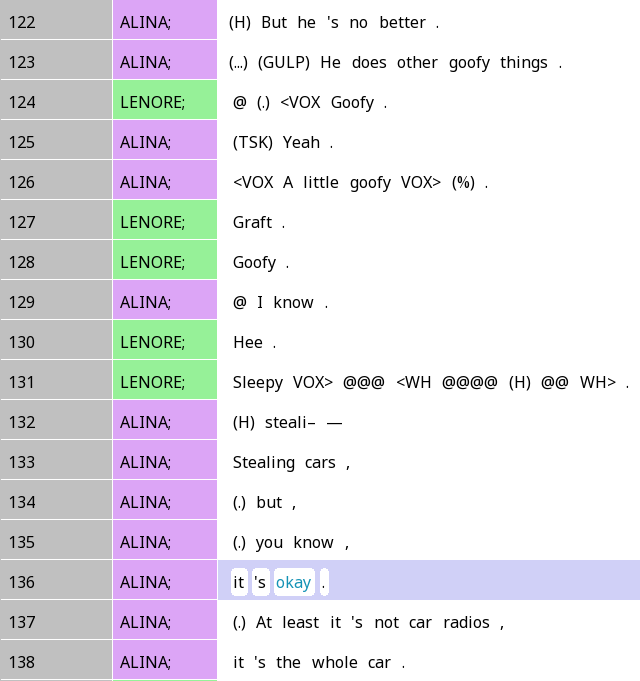 122 ALINA; (H) But he 's no better .
123 ALINA; (...) (GULP) He does other goofy things .
124 LENORE; @ (.) <VOX Goofy .
125 ALINA; (TSK) Yeah .
126 ALINA; <VOX A little goofy VOX> (%) .
127 LENORE; Graft .
128 LENORE; Goofy .
129 ALINA; @ I know .
130 LENORE; Hee .
131 LENORE; Sleepy VOX> @@@ <WH @@@@ (H) @@ WH> .
132 ALINA; (H) steali– —
133 ALINA; Stealing cars ,
134 ALINA; (.) but ,
135 ALINA; (.) you know ,
136 ALINA; it 's okay .
137 ALINA; (.) At least it 's not car radios ,
138 ALINA; it 's the whole car .